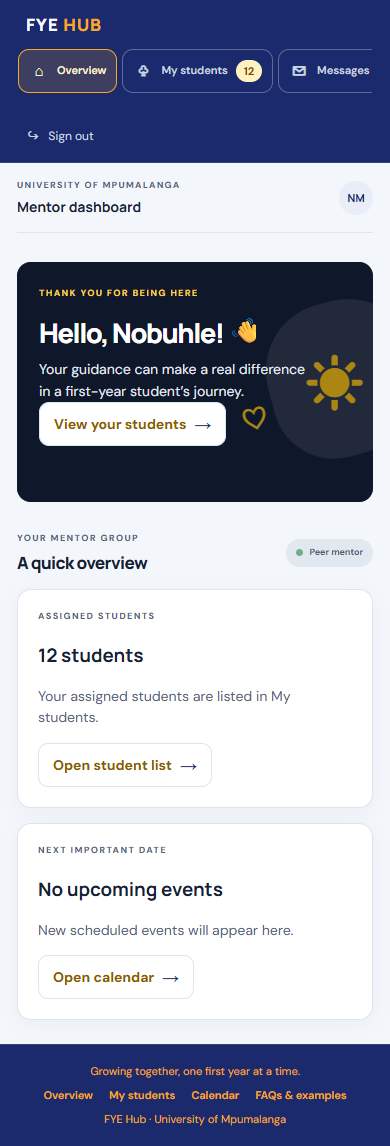 FYE HUB
Overview
My students 12
Messages
Sign out
UNIVERSITY OF MPUMALANGA
Mentor dashboard
NM
THANK YOU FOR BEING HERE
Hello, Nobuhle! 👋
Your guidance can make a real difference
in a first-year student's journey.
View your students →
YOUR MENTOR GROUP
A quick overview
Peer mentor
ASSIGNED STUDENTS
12 students
Your assigned students are listed in My
students.
Open student list →
NEXT IMPORTANT DATE
No upcoming events
New scheduled events will appear here.
Open calendar →
Growing together, one first year at a time.
Overview My students Calendar FAQs & examples
FYE Hub · University of Mpumalanga